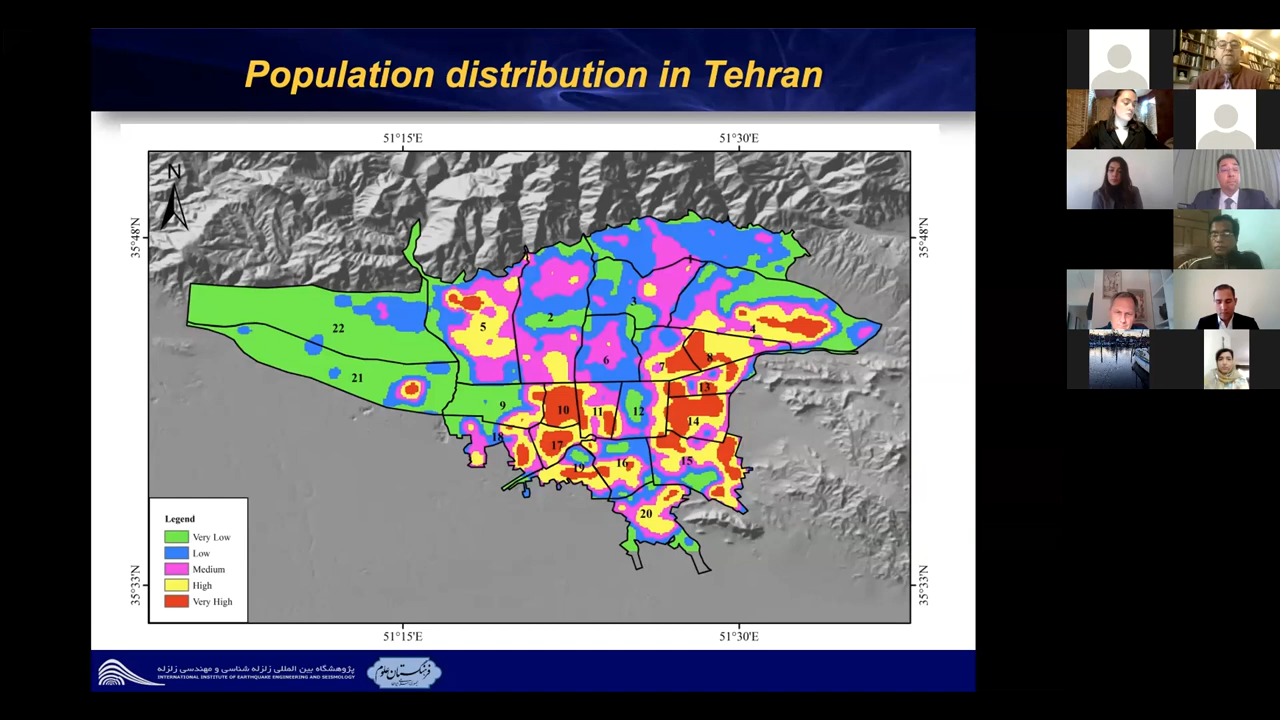 Population distribution in Tehran
51°15'E
51°30'E
N
35°48'N
35°48'N
1
3
22
5
2
4
6
8
7
21
13
9
10
11
12
14
18
17
15
16
19
20
Legend
Very Low
Low
Medium
High
Very High
35°33'N
35°33'N
51°15'E
51°30'E
پژوهشگاه بین المللی زلزله شناسی و مهندسی زلزله
INTERNATIONAL INSTITUTE OF EARTHQUAKE ENGINEERING AND SEISMOLOGY
فرهنگستان علوم